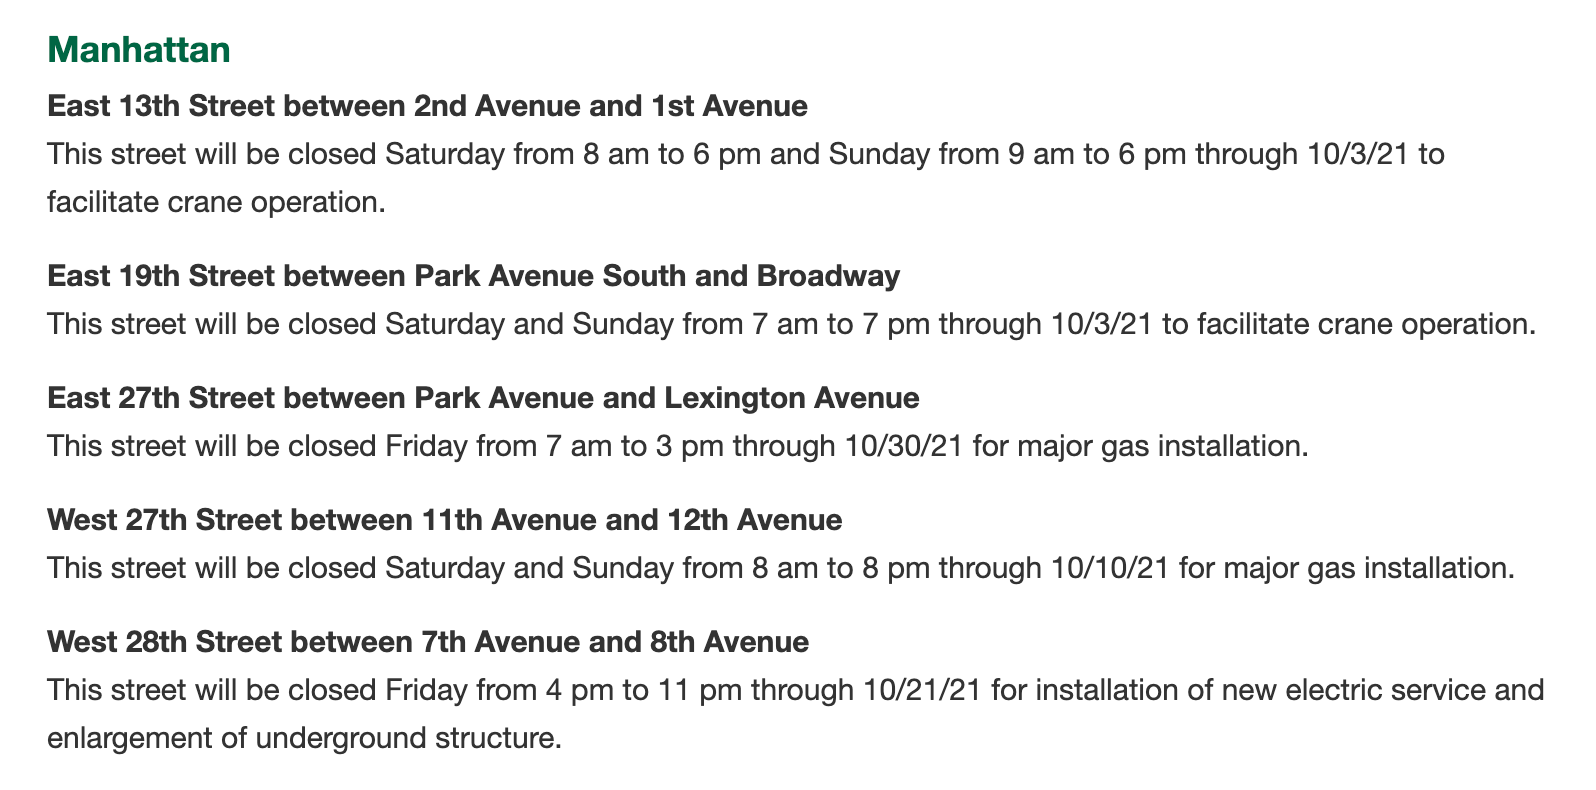 Manhattan
East 13th Street between 2nd Avenue and 1st Avenue
This street will be closed Saturday from 8 am to 6 pm and Sunday from 9 am to 6 pm through 10/3/21 to
facilitate crane operation.
East 19th Street between Park Avenue South and Broadway
This street will be closed Saturday and Sunday from 7 am to 7 pm through 10/3/21 to facilitate crane operation.
East 27th Street between Park Avenue and Lexington Avenue
This street will be closed Friday from 7 am to 3 pm through 10/30/21 for major gas installation.
West 27th Street between 11th Avenue and 12th Avenue
This street will be closed Saturday and Sunday from 8 am to 8 pm through 10/10/21 for major gas installation.
West 28th Street between 7th Avenue and 8th Avenue
This street will be closed Friday from 4 pm to 11 pm through 10/21/21 for installation of new electric service and
enlargement of underground structure.